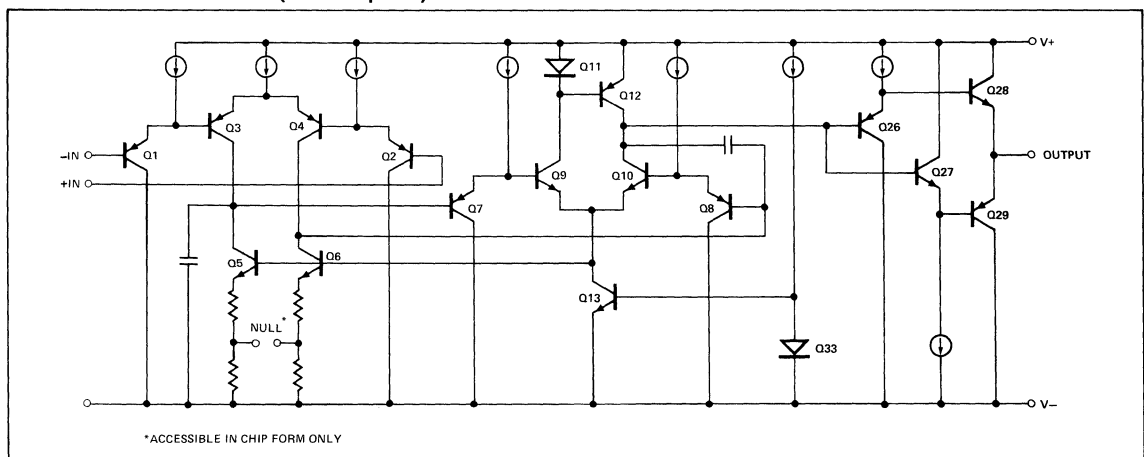 V+
Q11
Q12
Q28
Q3
Q4
Q26
Q1
Q2
−IN
+IN
OUTPUT
Q9
Q10
Q27
Q7
Q8
Q29
Q5
Q6
Q13
NULL*
Q33
V−
*ACCESSIBLE IN CHIP FORM ONLY